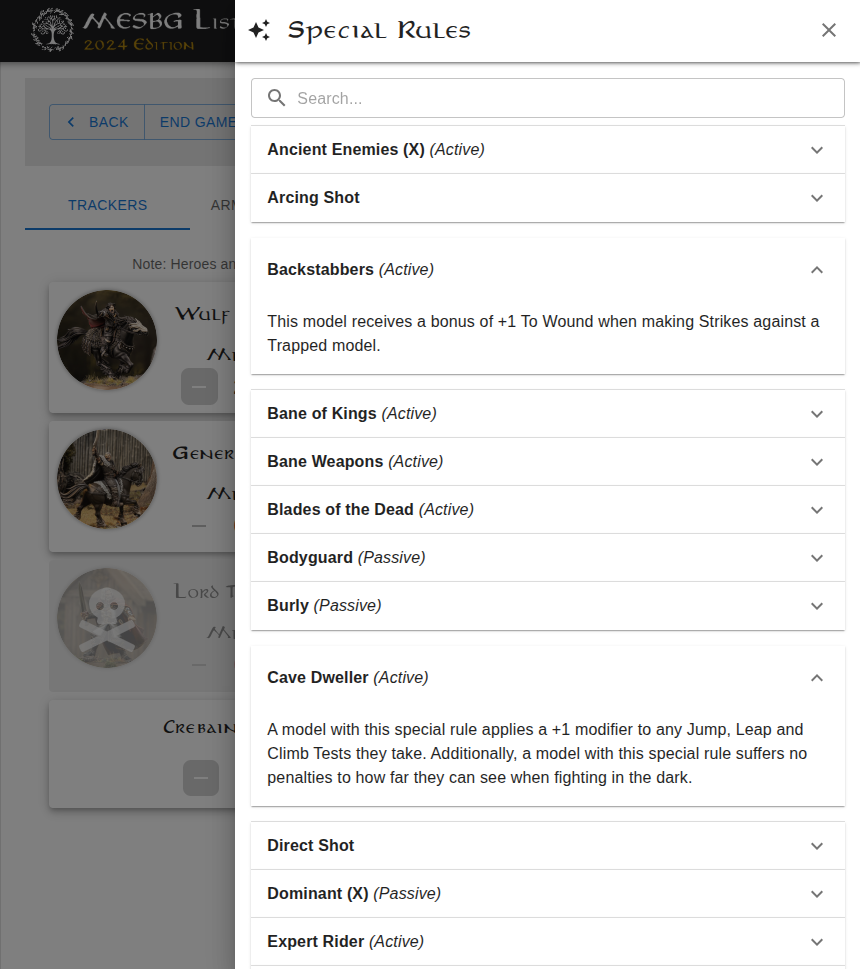 MESBG List
2024 Edition
Special Rules
Search...
BACK
END GAME
TRACKERS
Note: Heroes
Wulf
General
Lord
Crebain
Ancient Enemies (X) (Active)
Arcing Shot
Backstabbers (Active)
This model receives a bonus of +1 To Wound when making Strikes against a
Trapped model.
Bane of Kings (Active)
Bane Weapons (Active)
Blades of the Dead (Active)
Bodyguard (Passive)
Burly (Passive)
Cave Dweller (Active)
A model with this special rule applies a +1 modifier to any Jump, Leap and
Climb Tests they take. Additionally, a model with this special rule suffers no
penalties to how far they can see when fighting in the dark.
Direct Shot
Dominant (X) (Passive)
Expert Rider (Active)